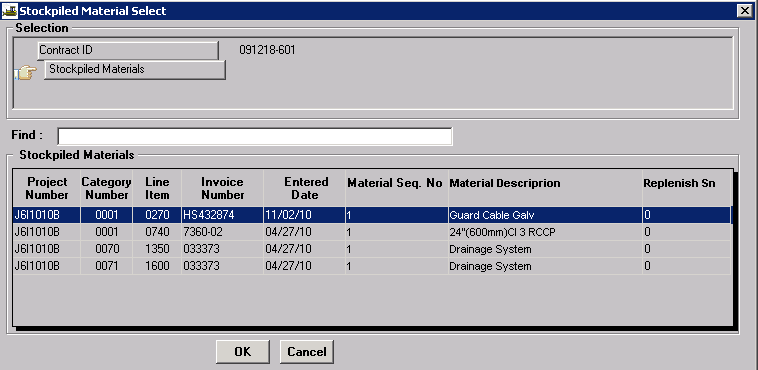 Stockpiled Material Select
Selection
Contract ID 091218-601
Stockpiled Materials
Find :
Stockpiled Materials
Project Number Category Number Line Item Invoice Number Entered Date Material Seq. No Material Descriprion Replenish Sn
J6I1010B 0001 0270 HS432874 11/02/10 1 Guard Cable Galv 0
J6I1010B 0001 0740 7360-02 04/27/10 1 24"(600mm)Cl 3 RCCP 0
J6I1010B 0070 1350 033373 04/27/10 1 Drainage System 0
J6I1010B 0071 1600 033373 04/27/10 1 Drainage System 0
OK Cancel